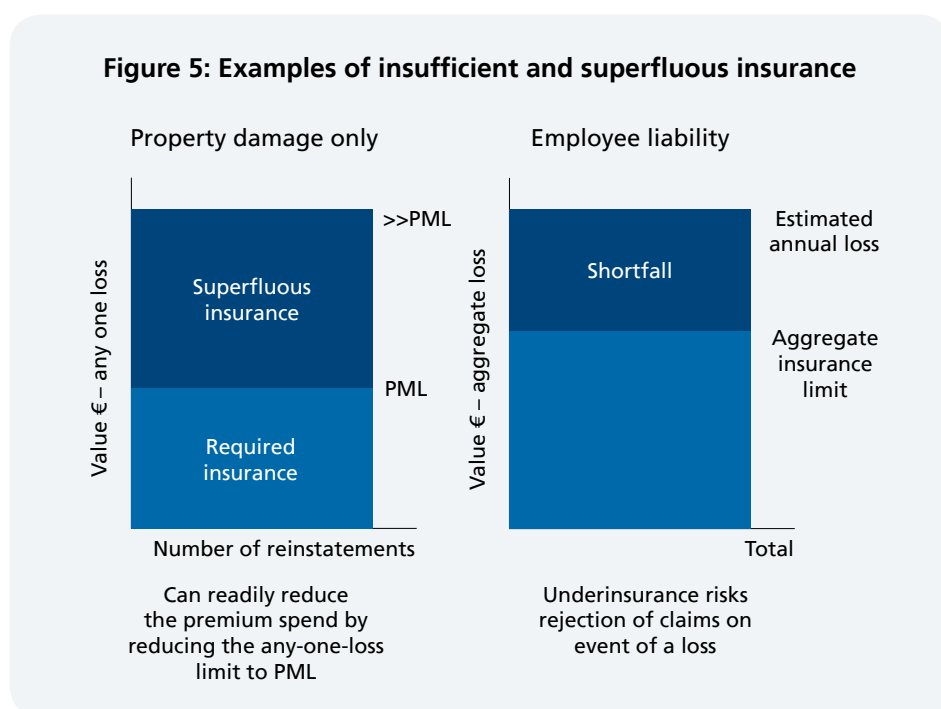 Figure 5: Examples of insufficient and superfluous insurance
Property damage only
Value € – any one loss
>>PML
Superfluous
insurance
PML
Required
insurance
Number of reinstatements
Can readily reduce
the premium spend by
reducing the any-one-loss
limit to PML
Employee liability
Value € – aggregate loss
Estimated
annual loss
Shortfall
Aggregate
insurance
limit
Total
Underinsurance risks
rejection of claims on
event of a loss